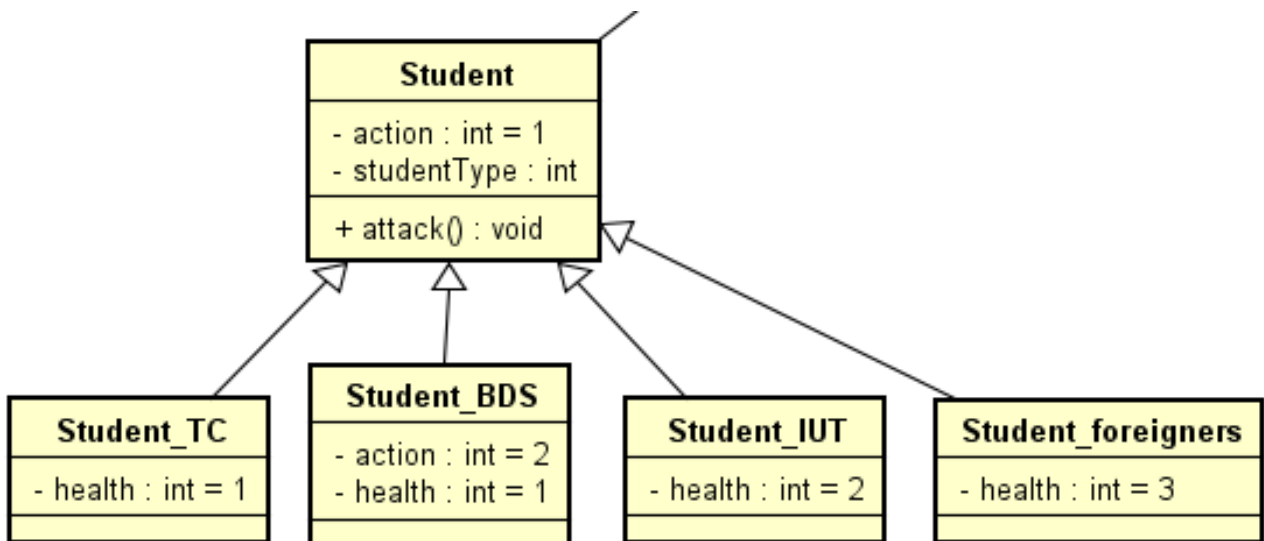 Student
- action : int = 1
- studentType : int
+ attack() : void
Student_TC
- health : int = 1
Student_BDS
- action : int = 2
- health : int = 1
Student_IUT
- health : int = 2
Student_foreigners
- health : int = 3